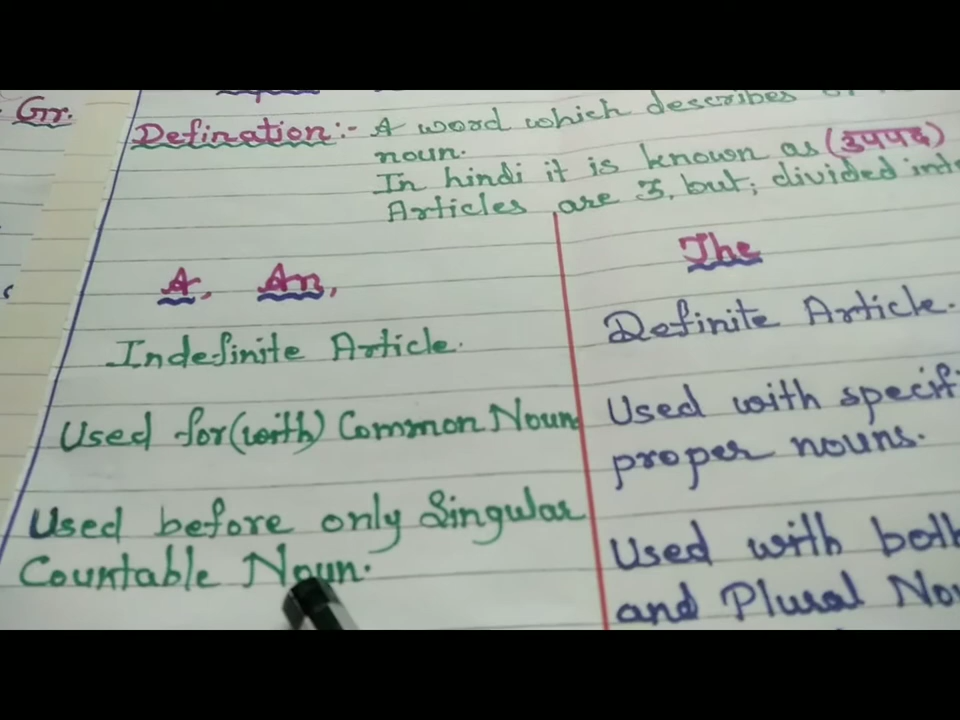 Gr.
Defination:- A word which describes
noun.
In hindi it is known as (उपपद)
Articles are 3, but; divided into
A, An,
The
Indefinite Article.
Definite Article.
Used for(with) Common Noun
Used with
proper nouns.
Used before only Singular
Countable Noun.
Used with both
and Plural